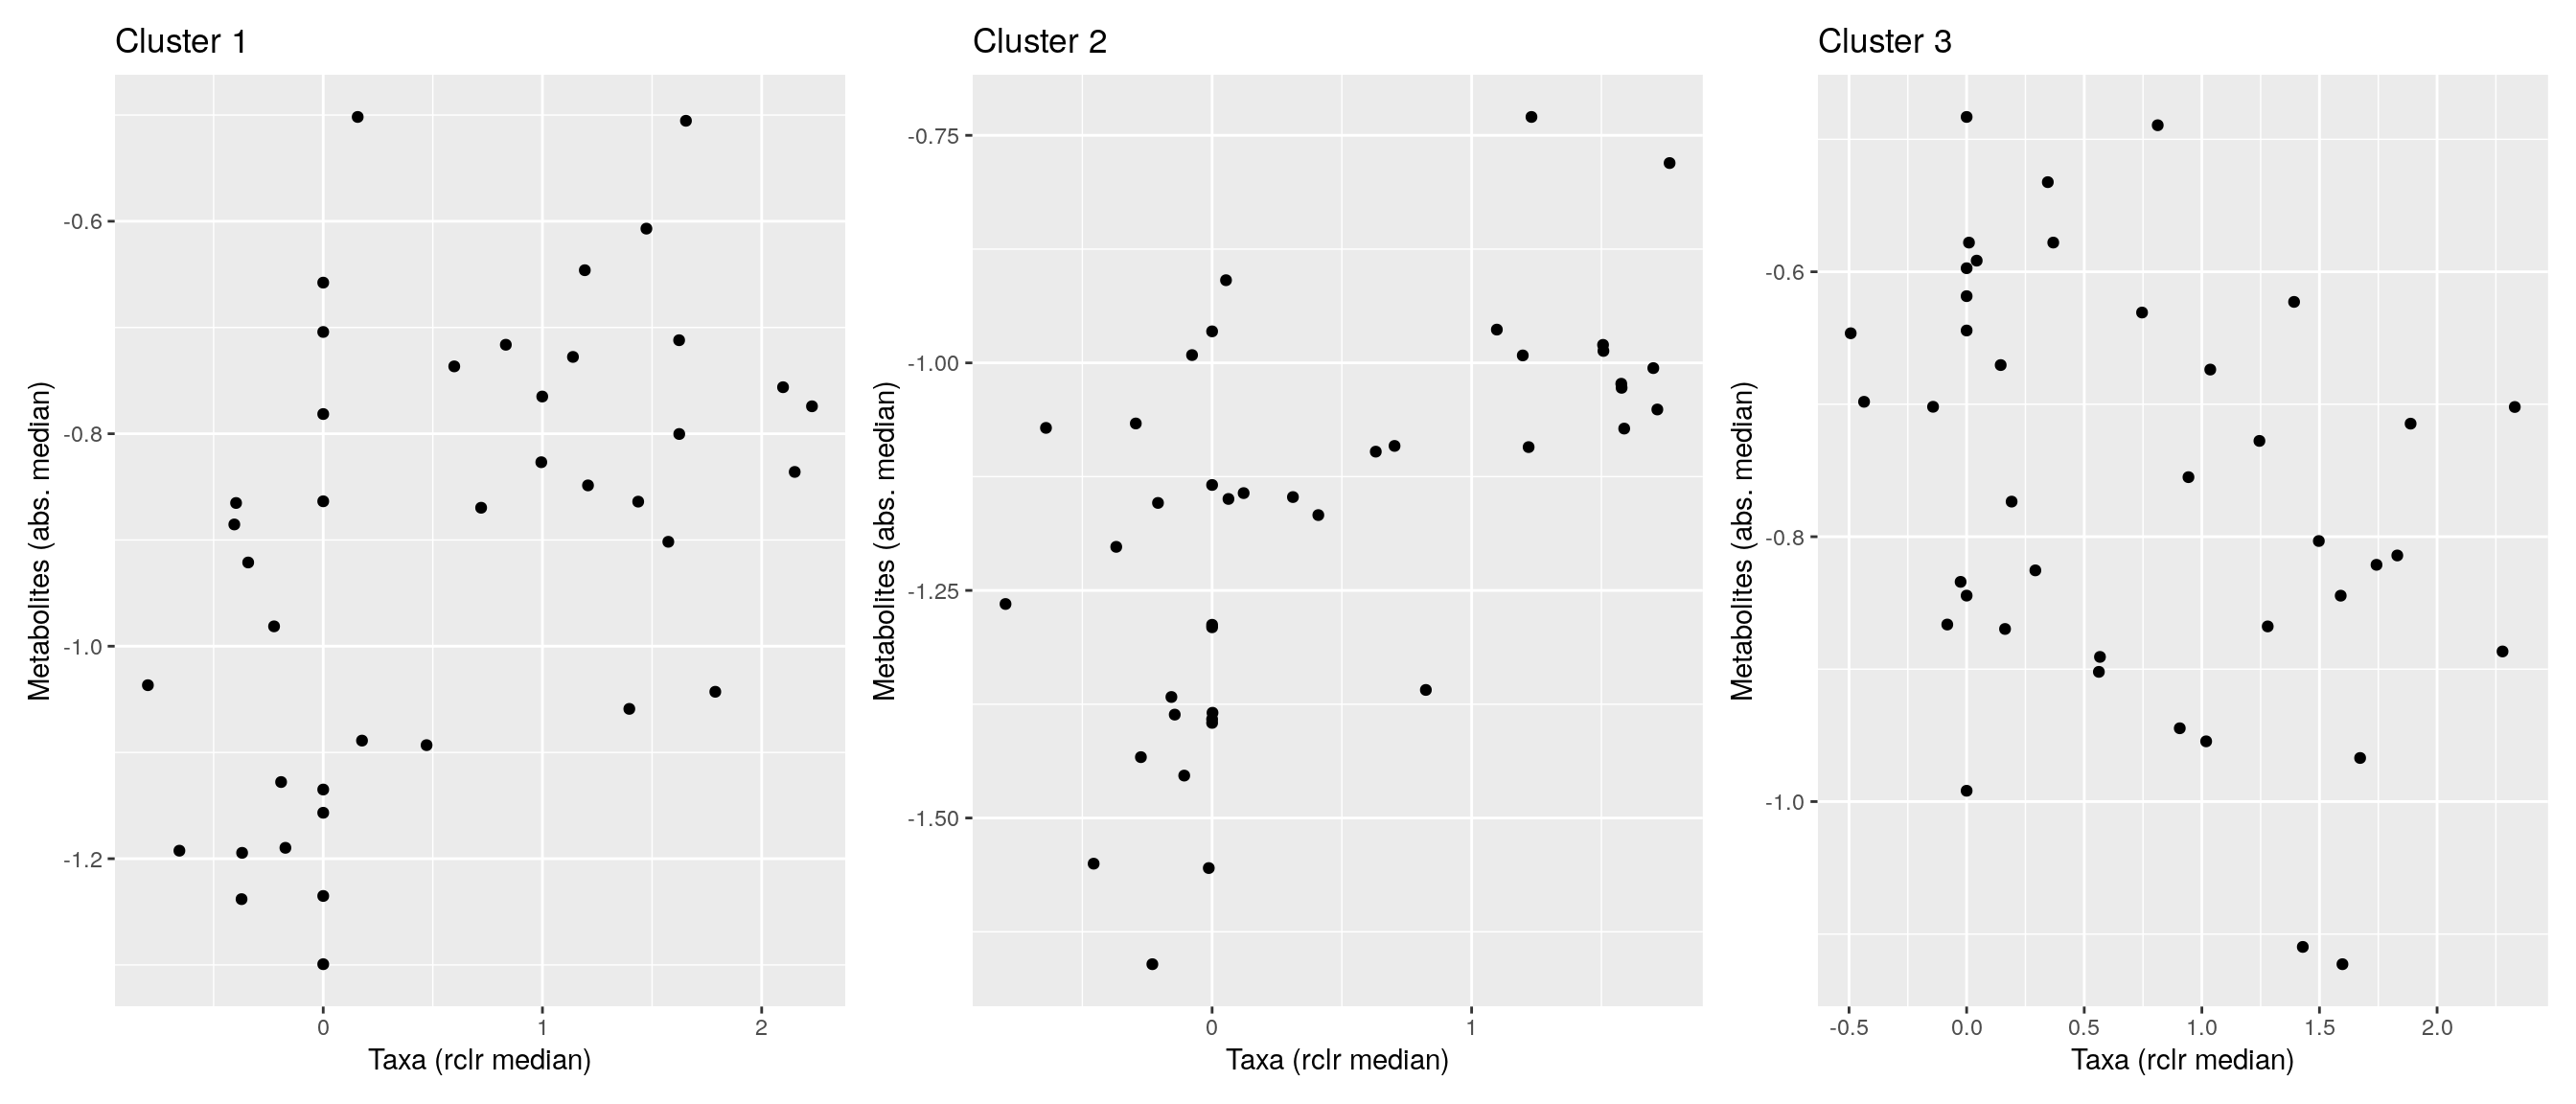 Cluster 1
Metabolites (abs. median)
-0.6
-0.8
-1.0
-1.2
0 1 2
Taxa (rclr median)
Cluster 2
Metabolites (abs. median)
-0.75
-1.00
-1.25
-1.50
0 1
Taxa (rclr median)
Cluster 3
Metabolites (abs. median)
-0.6
-0.8
-1.0
-0.5 0.0 0.5 1.0 1.5 2.0
Taxa (rclr median)